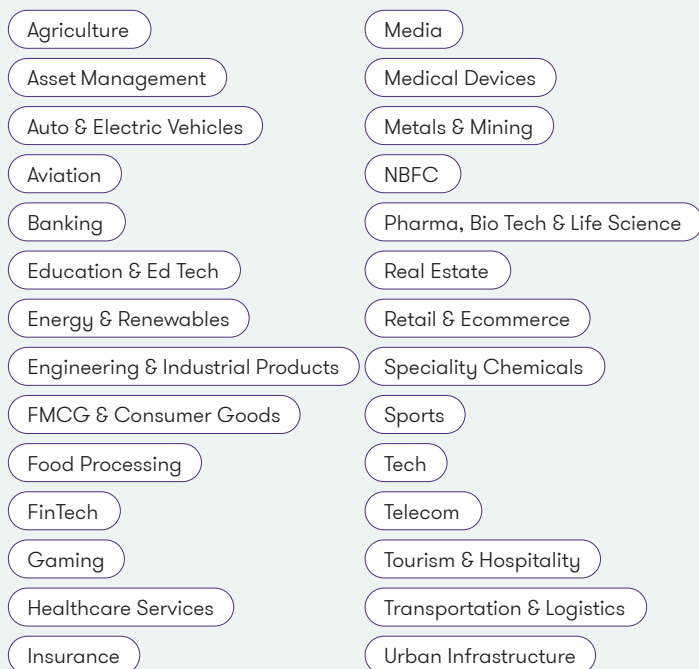 Agriculture
Asset Management
Auto & Electric Vehicles
Aviation
Banking
Education & Ed Tech
Energy & Renewables
Engineering & Industrial Products
FMCG & Consumer Goods
Food Processing
FinTech
Gaming
Healthcare Services
Insurance
Media
Medical Devices
Metals & Mining
NBFC
Pharma, Bio Tech & Life Science
Real Estate
Retail & Ecommerce
Speciality Chemicals
Sports
Tech
Telecom
Tourism & Hospitality
Transportation & Logistics
Urban Infrastructure